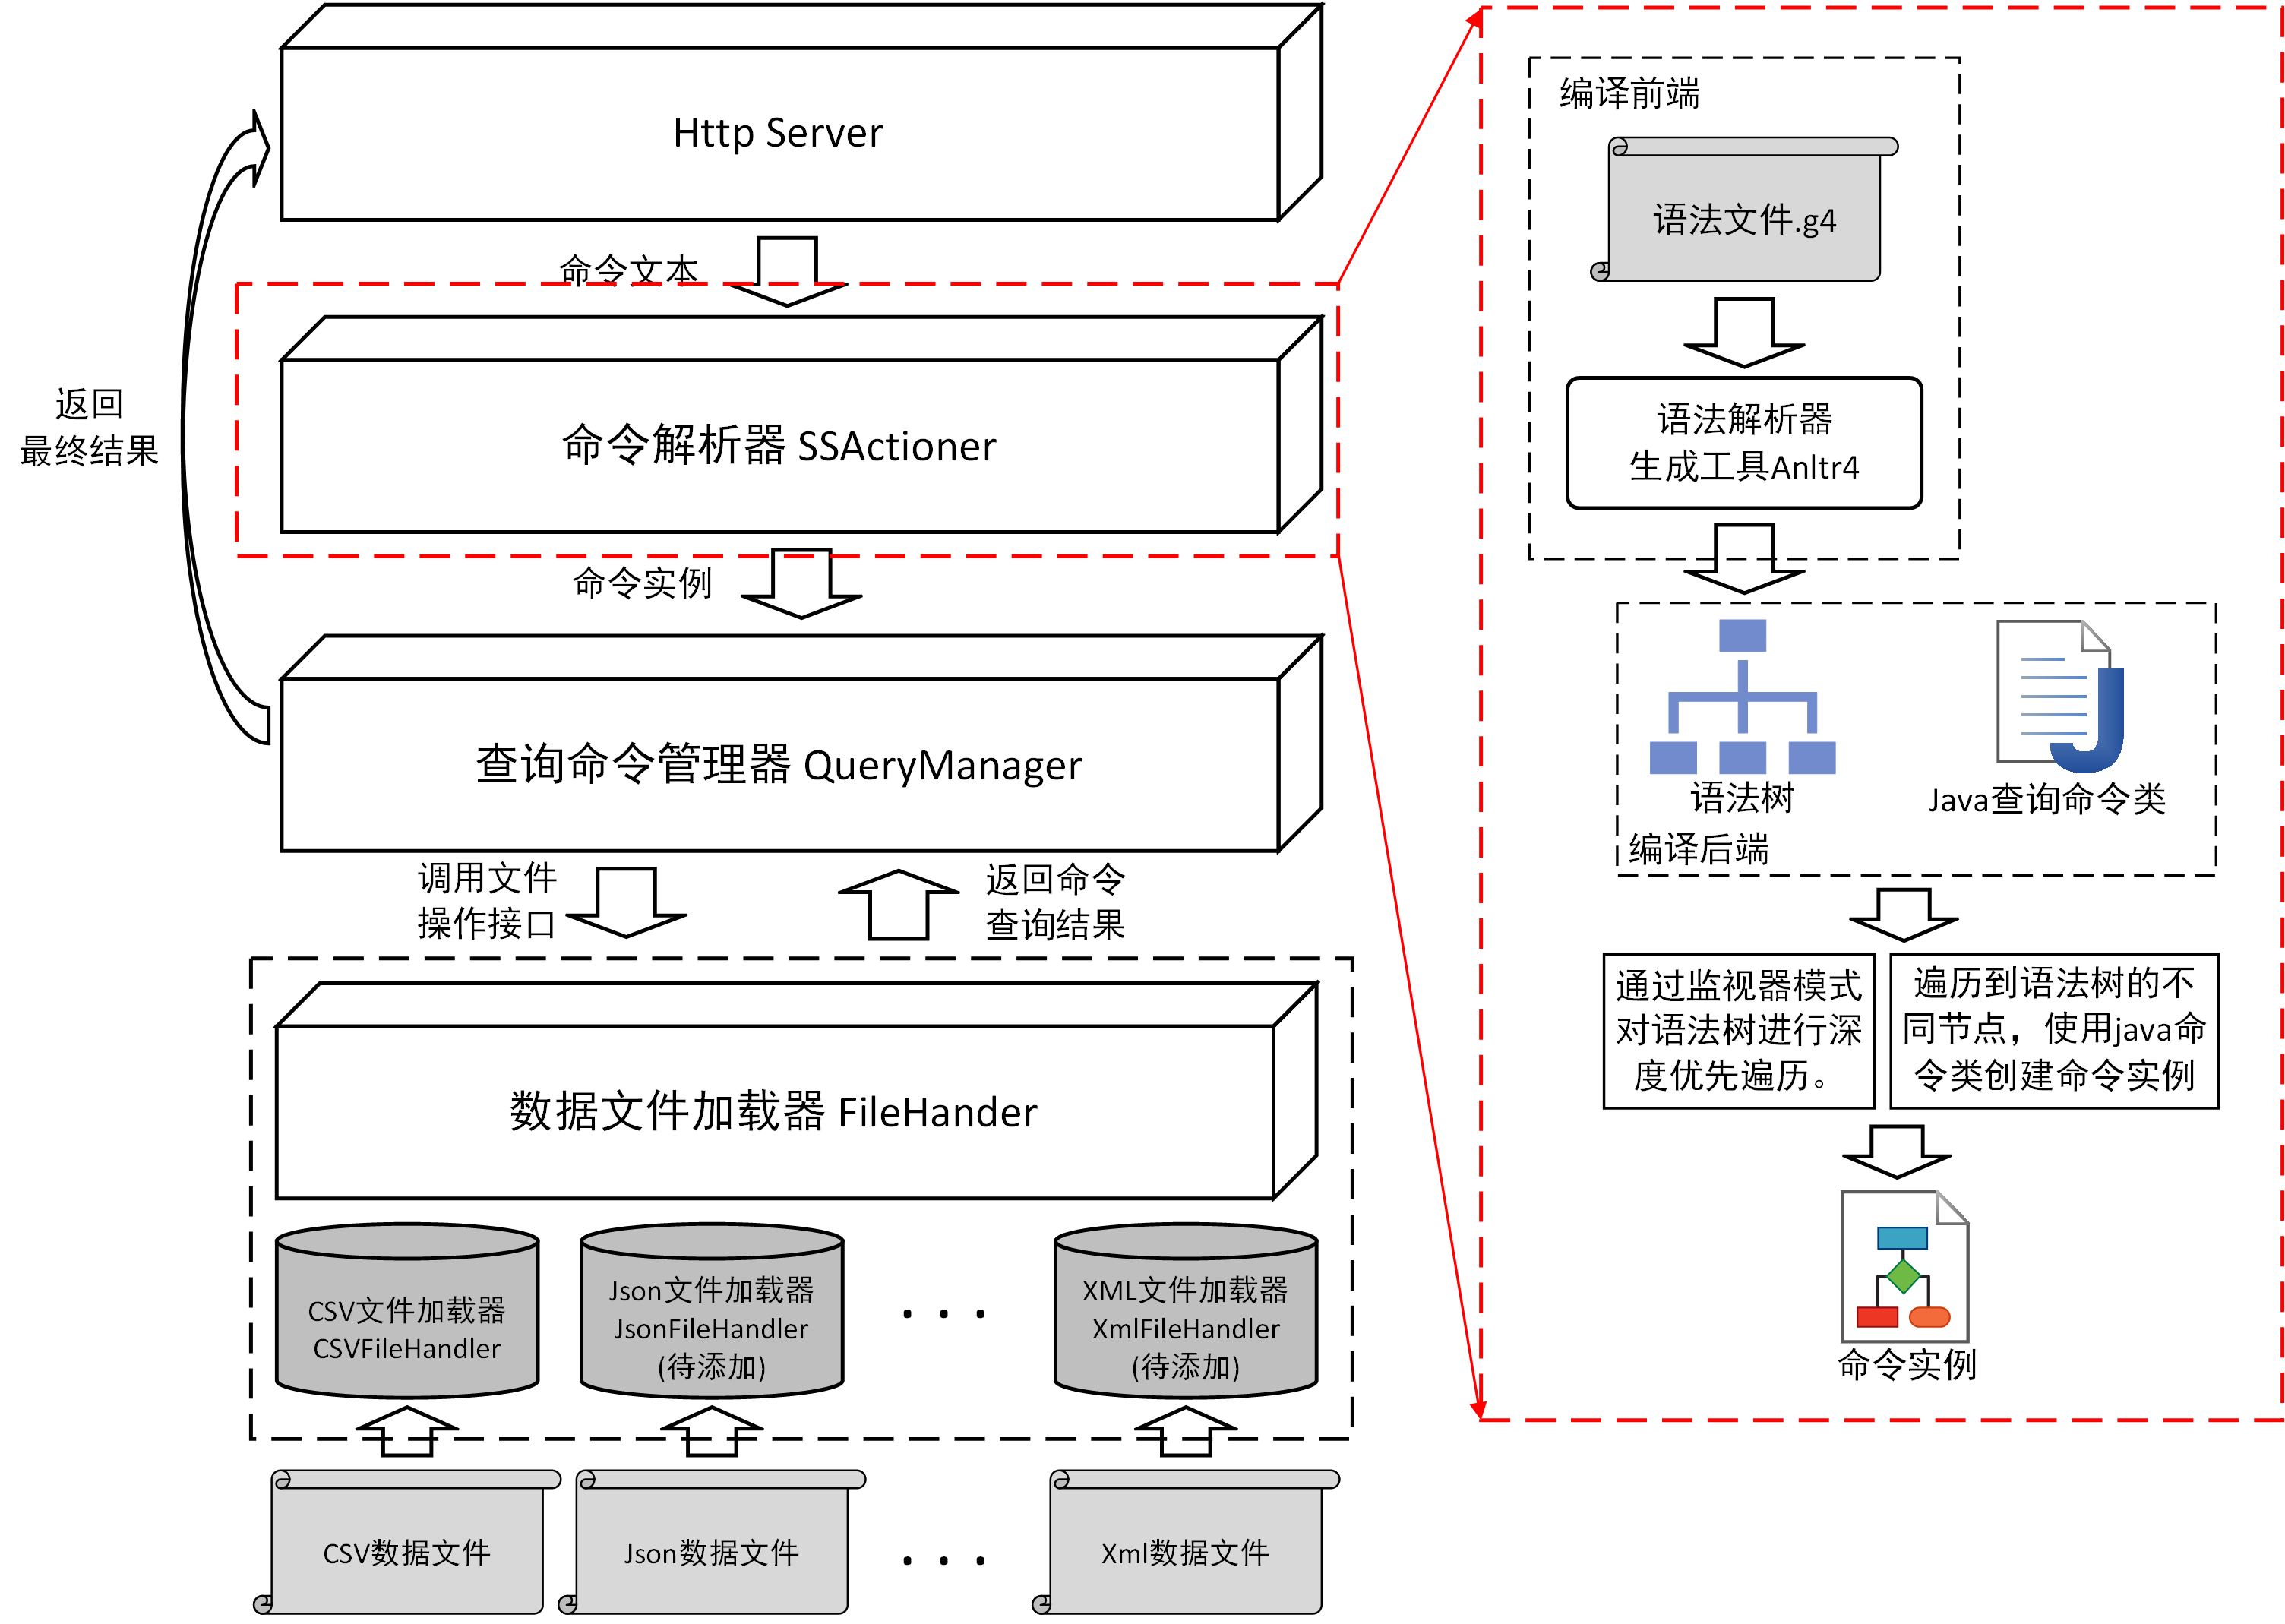 Http Server
命令文本
命令解析器 SSActioner
返回
最终结果
命令实例
查询命令管理器 QueryManager
调用文件
操作接口
返回命令
查询结果
数据文件加载器 FileHander
CSV文件加载器
CSVFileHandler
Json文件加载器
JsonFileHandler
(待添加)
. . .
XML文件加载器
XmlFileHandler
(待添加)
CSV数据文件
Json数据文件
. . .
Xml数据文件
编译前端
语法文件.g4
语法解析器
生成工具Anltr4
语法树
Java查询命令类
编译后端
通过监视器模式
对语法树进行深
度优先遍历。
遍历到语法树的不
同节点，使用java命
令类创建命令实例
命令实例